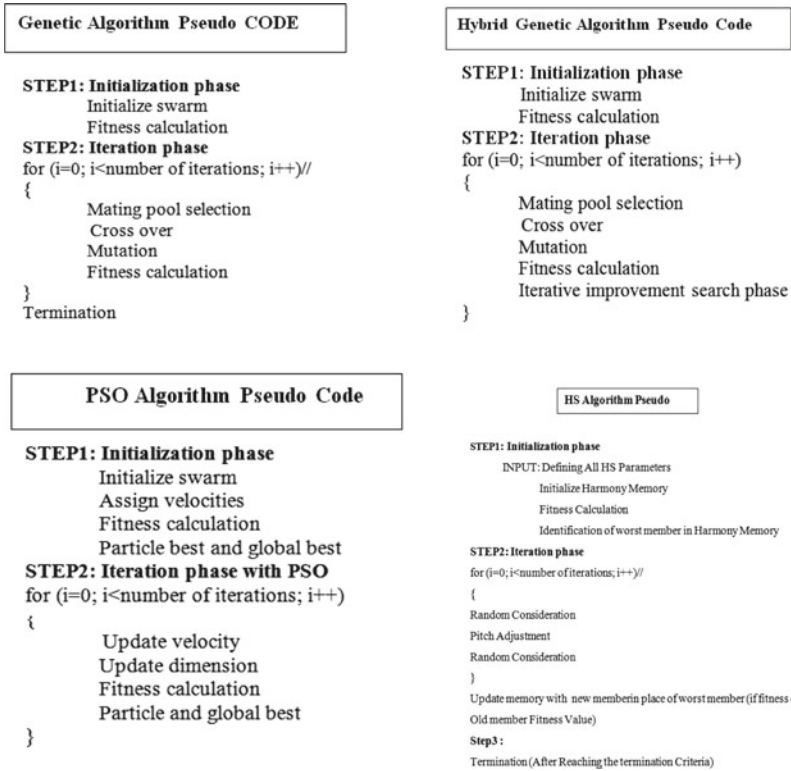 Genetic Algorithm Pseudo CODE
STEP1: Initialization phase
Initialize swarm
Fitness calculation
STEP2: Iteration phase
for (i=0; i<number of iterations; i++)//
{
Mating pool selection
Cross over
Mutation
Fitness calculation
}
Termination
Hybrid Genetic Algorithm Pseudo Code
STEP1: Initialization phase
Initialize swarm
Fitness calculation
STEP2: Iteration phase
for (i=0; i<number of iterations; i++)
{
Mating pool selection
Cross over
Mutation
Fitness calculation
Iterative improvement search phase
}
PSO Algorithm Pseudo Code
STEP1: Initialization phase
Initialize swarm
Assign velocities
Fitness calculation
Particle best and global best
STEP2: Iteration phase with PSO
for (i=0; i<number of iterations; i++)
{
Update velocity
Update dimension
Fitness calculation
Particle and global best
}
HS Algorithm Pseudo
STEP1: Initialization phase
INPUT: Defining All HS Parameters
Initialize Harmony Memory
Fitness Calculation
Identification of worst member in Harmony Memory
STEP2: Iteration phase
for (i=0; i<number of iterations; i++)//
{
Random Consideration
Pitch Adjustment
Random Consideration
}
Update memory with new memberin place of worst member (if fitness
Old member Fitness Value)
Step3 :
Termination (After Reaching the termination Criteria)